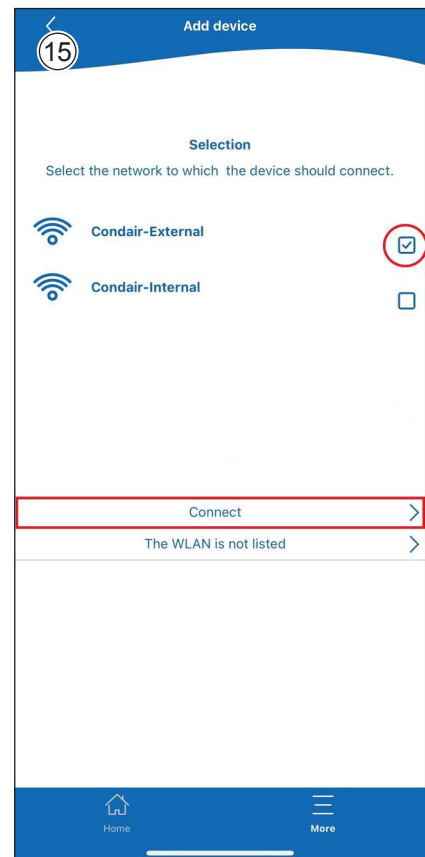 Add device
15
Selection
Select the network to which the device should connect.
Condair-External
Condair-Internal
Connect
The WLAN is not listed
Home
More